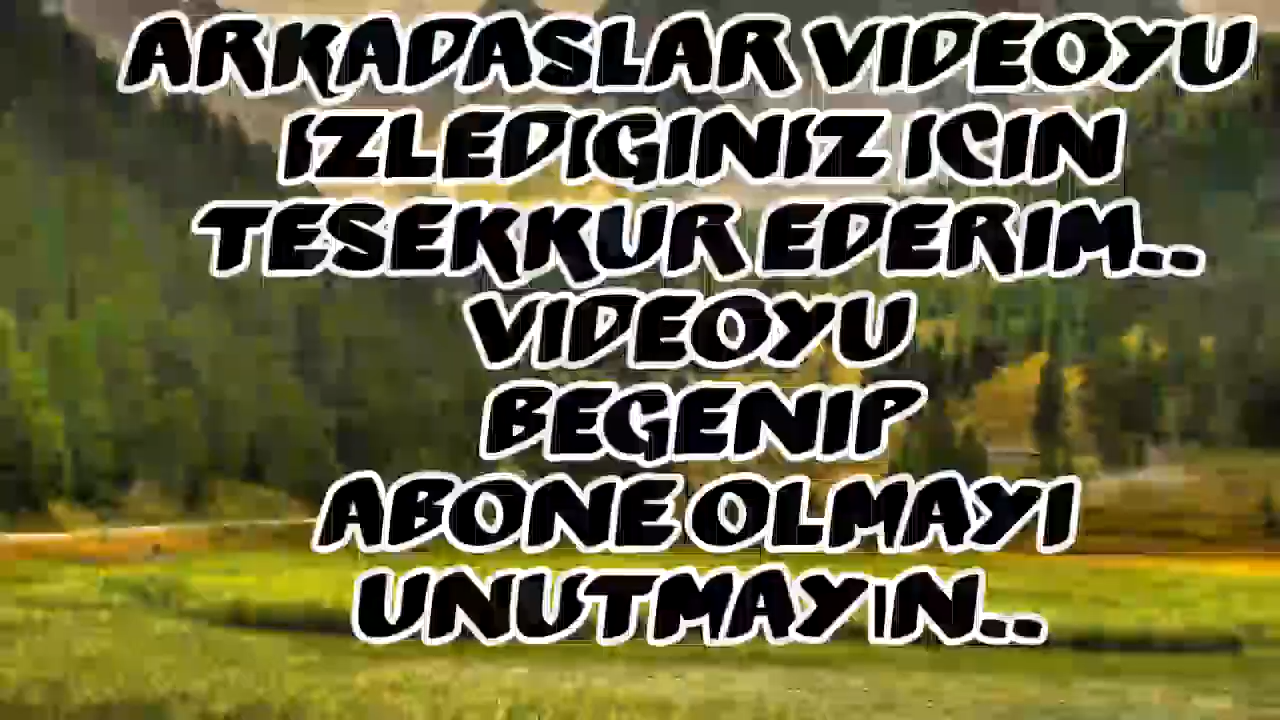 ARKADASLAR VIDEOYU
IZLEDIGINIZ ICIN
TESEKKUR EDERIM..
VIDEOYU
BEGENIP
ABONE OLMAYI
UNUTMAYIN..